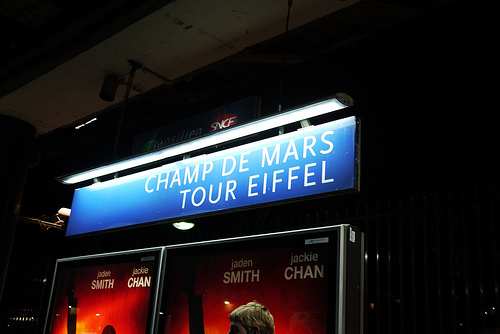 Transilien SNCF
CHAMP DE MARS
TOUR EIFFEL
jaden SMITH
jackie CHAN
jaden SMITH
jackie CHAN